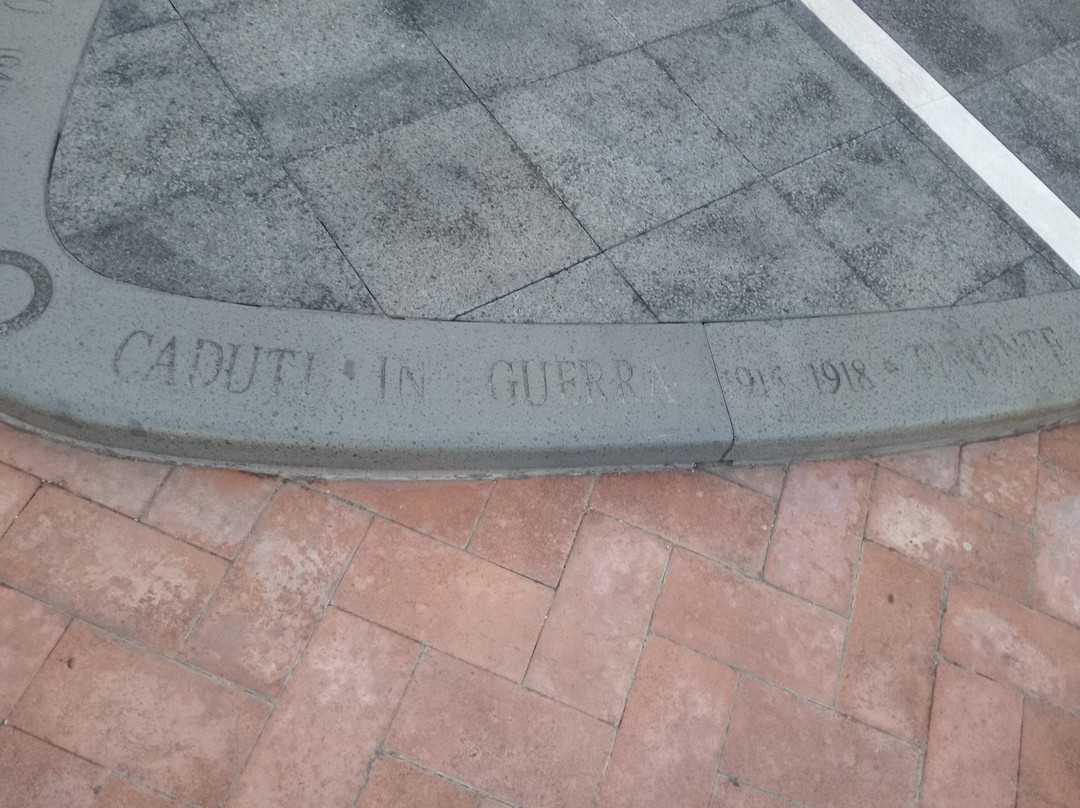 CADUTI • IN GUERRA 1915 1918 •